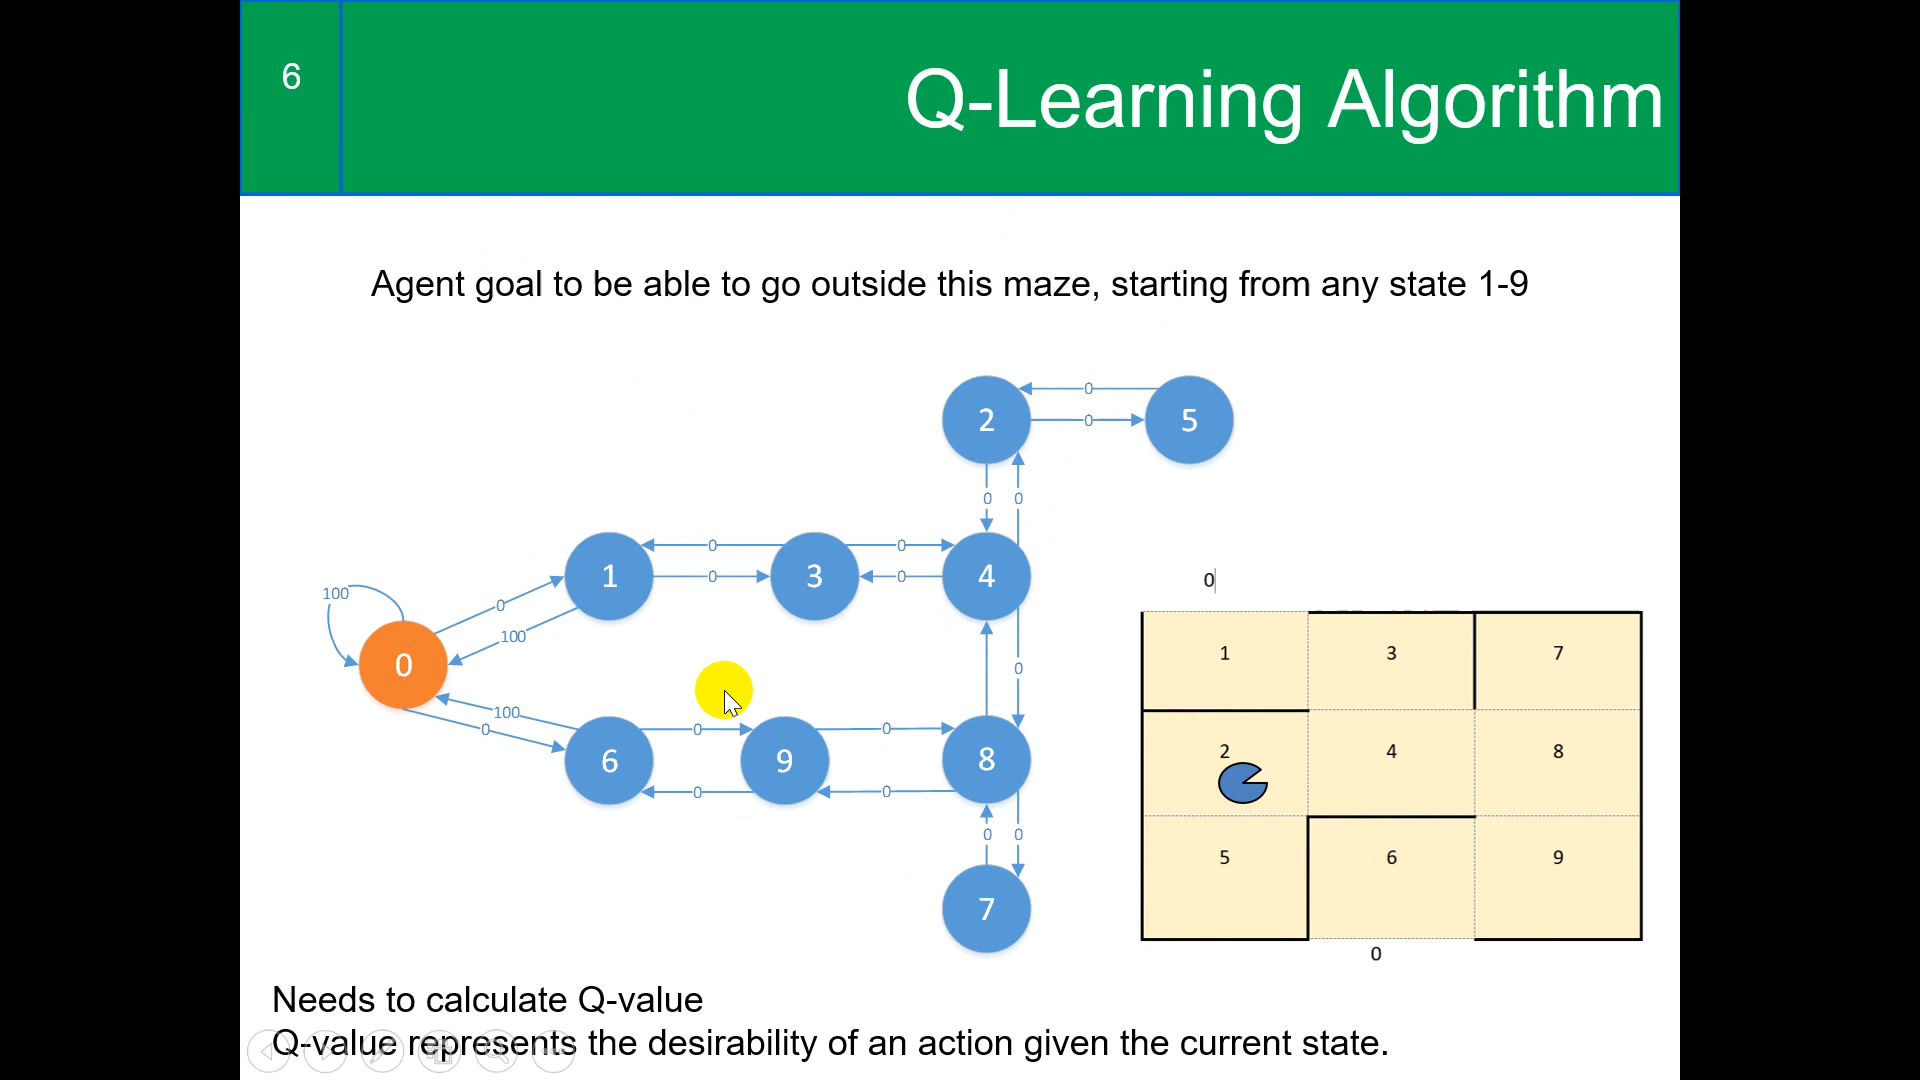 6
Q-Learning Algorithm
Agent goal to be able to go outside this maze, starting from any state 1-9
2 0 0 5
0 0
1 0 0 3 0 0 4
100 0 100
0
100 0
0
6 0 0 9 0 0 8
0 0
7
0
1 3 7
2 4 8
5 6 9
0
Needs to calculate Q-value
Q-value represents the desirability of an action given the current state.